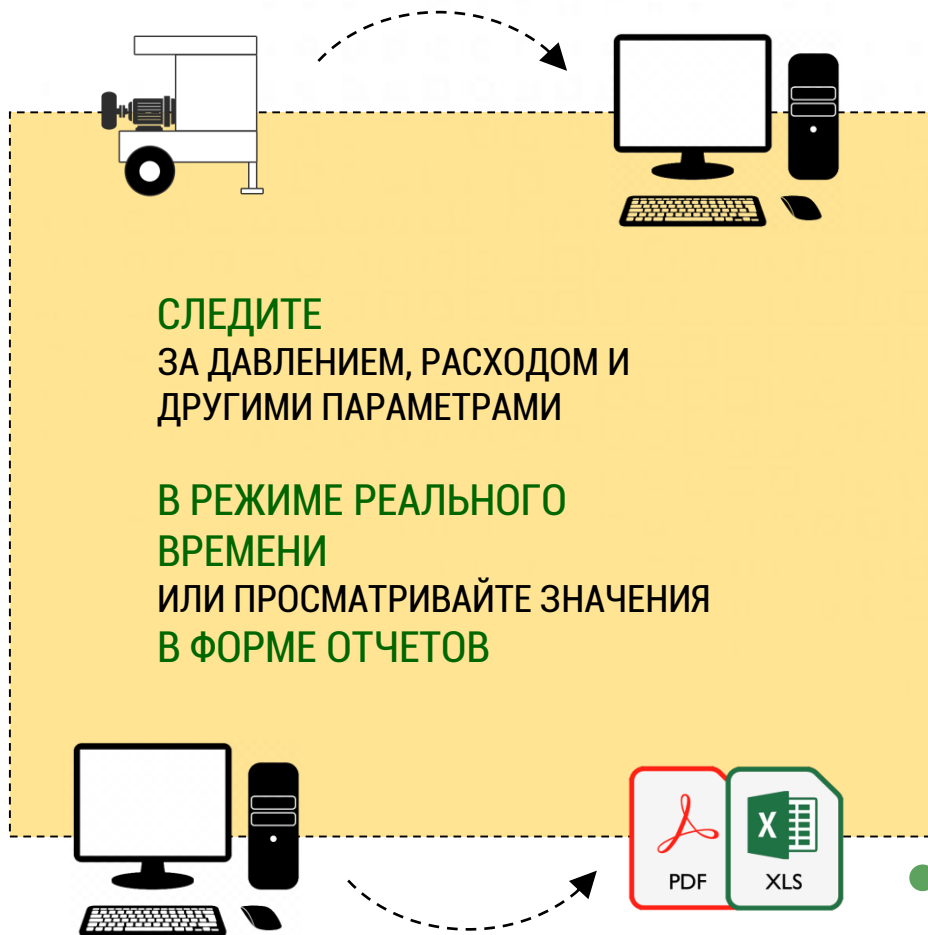 СЛЕДИТЕ
ЗА ДАВЛЕНИЕМ, РАСХОДОМ И
ДРУГИМИ ПАРАМЕТРАМИ
В РЕЖИМЕ РЕАЛЬНОГО
ВРЕМЕНИ
ИЛИ ПРОСМАТРИВАЙТЕ ЗНАЧЕНИЯ
В ФОРМЕ ОТЧЕТОВ
X
PDF XLS